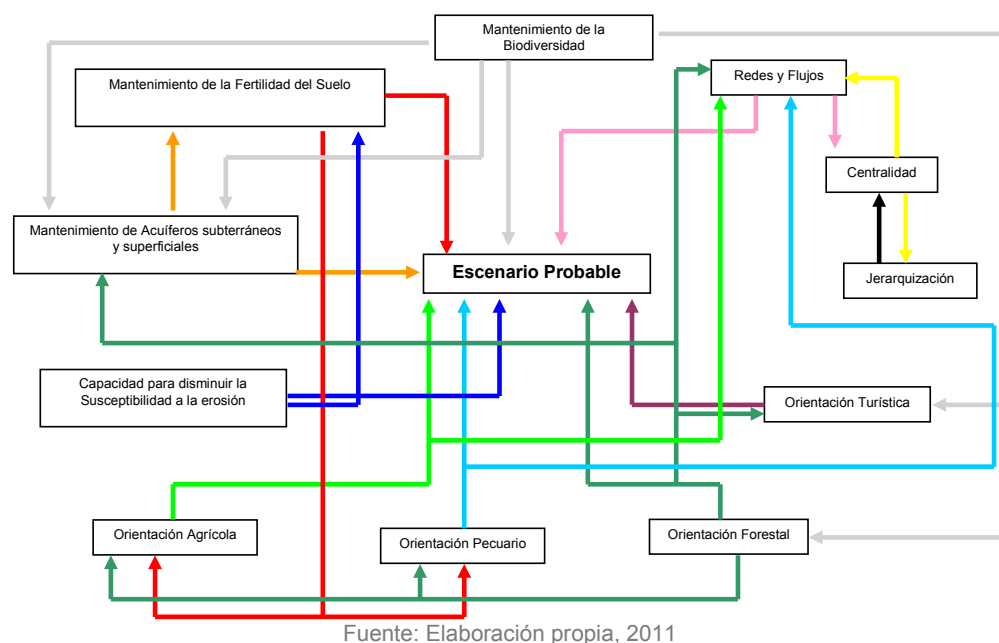 Mantenimiento de la
Biodiversidad
Mantenimiento de la Fertilidad del Suelo
Redes y Flujos
Centralidad
Mantenimiento de Acuíferos subterráneos
y superficiales
Escenario Probable
Jerarquización
Capacidad para disminuir la
Susceptibilidad a la erosión
Orientación Turística
Orientación Agrícola
Orientación Pecuario
Orientación Forestal
Fuente: Elaboración propia, 2011